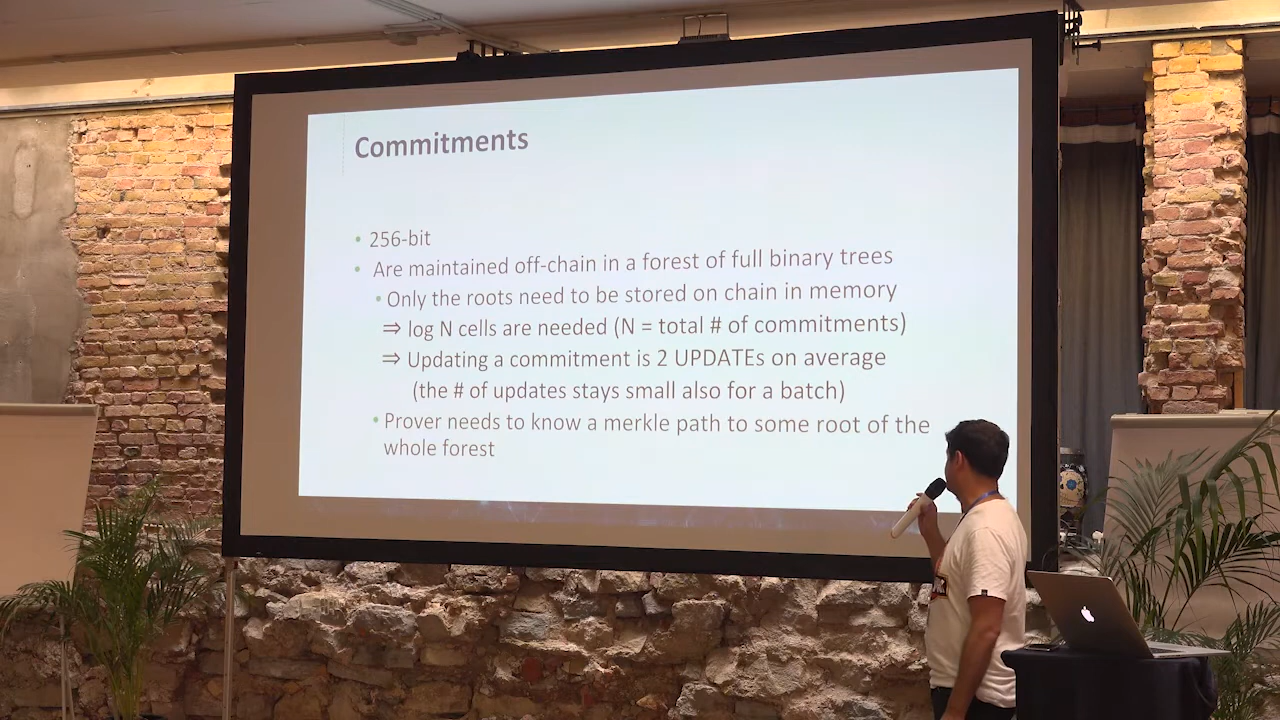 Commitments
• 256-bit
• Are maintained off-chain in a forest of full binary trees
• Only the roots need to be stored on chain in memory
⇒ log N cells are needed (N = total # of commitments)
⇒ Updating a commitment is 2 UPDATEs on average
(the # of updates stays small also for a batch)
• Prover needs to know a merkle path to some root of the
whole forest